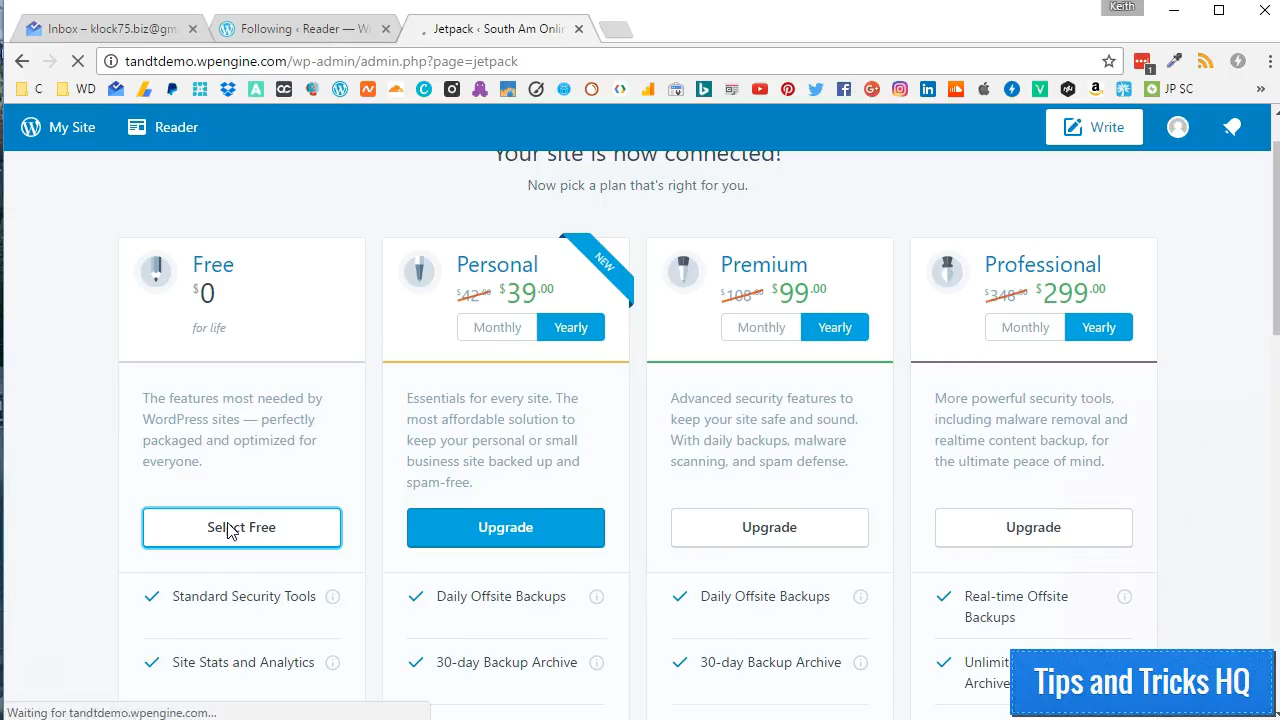 Keith
Inbox – klock75.biz@gm
Following ‹ Reader — W
Jetpack ‹ South Am Onli
tandtdemo.wpengine.com/wp-admin/admin.php?page=jetpack
1
C
WD
JP SC
My Site
Reader
Write
Your site is now connected!
Now pick a plan that's right for you.
Free
$0
for life
The features most needed by
WordPress sites — perfectly
packaged and optimized for
everyone.
Select Free
Standard Security Tools
Site Stats and Analytics
NEW
Personal
$42.00 $39.00
Monthly Yearly
Essentials for every site. The
most affordable solution to
keep your personal or small
business site backed up and
spam-free.
Upgrade
Daily Offsite Backups
30-day Backup Archive
Premium
$108.00 $99.00
Monthly Yearly
Advanced security features to
keep your site safe and sound.
With daily backups, malware
scanning, and spam defense.
Upgrade
Daily Offsite Backups
30-day Backup Archive
Professional
$348.00 $299.00
Monthly Yearly
More powerful security tools,
including malware removal and
realtime content backup, for
the ultimate peace of mind.
Upgrade
Real-time Offsite
Backups
Unlimit
Archive
Tips and Tricks HQ
Waiting for tandtdemo.wpengine.com...